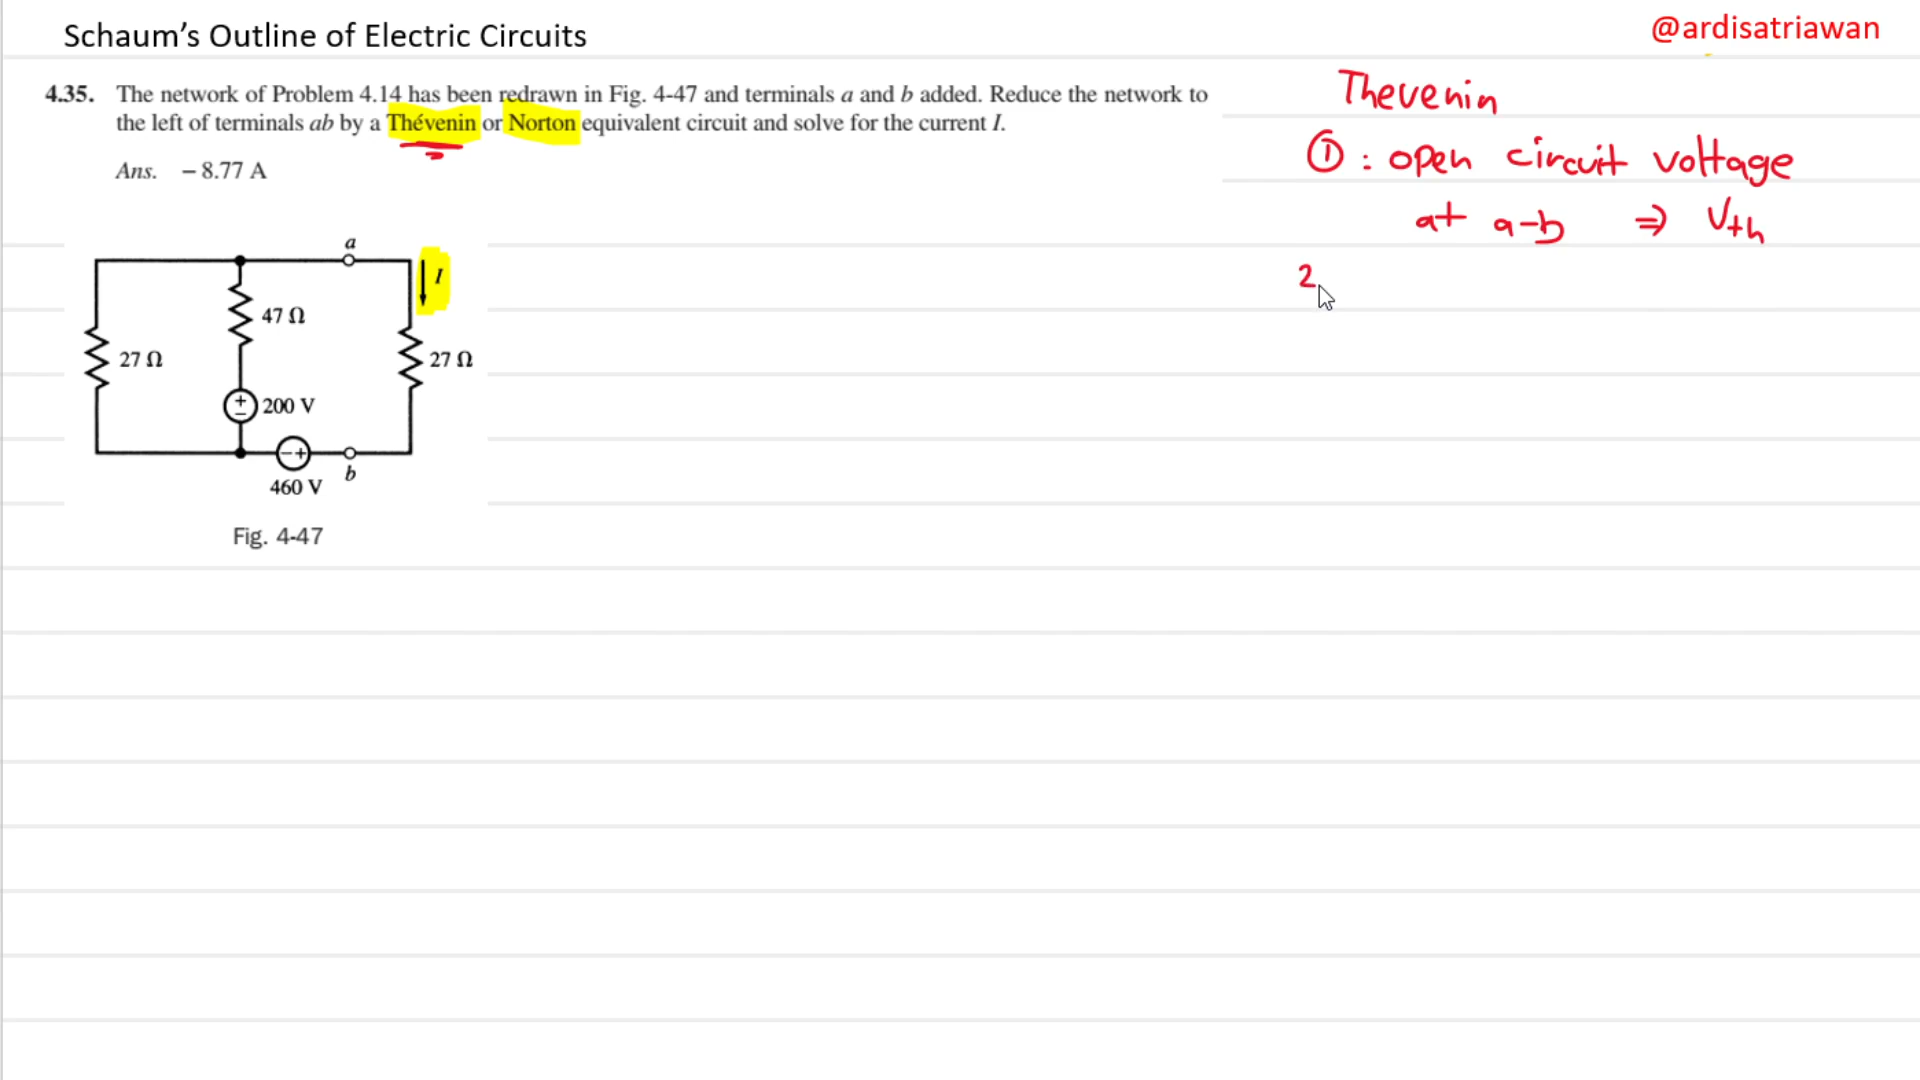 Schaum’s Outline of Electric Circuits
@ardisatriawan
4.35. The network of Problem 4.14 has been redrawn in Fig. 4-47 and terminals a and b added. Reduce the network to
the left of terminals ab by a Thévenin or Norton equivalent circuit and solve for the current I.
Ans. – 8.77 A
Thevenin
① : open circuit voltage
at a-b ⇒ Vth
2
a
I
47 Ω
27 Ω
27 Ω
+
−
200 V
− +
b
460 V
Fig. 4-47